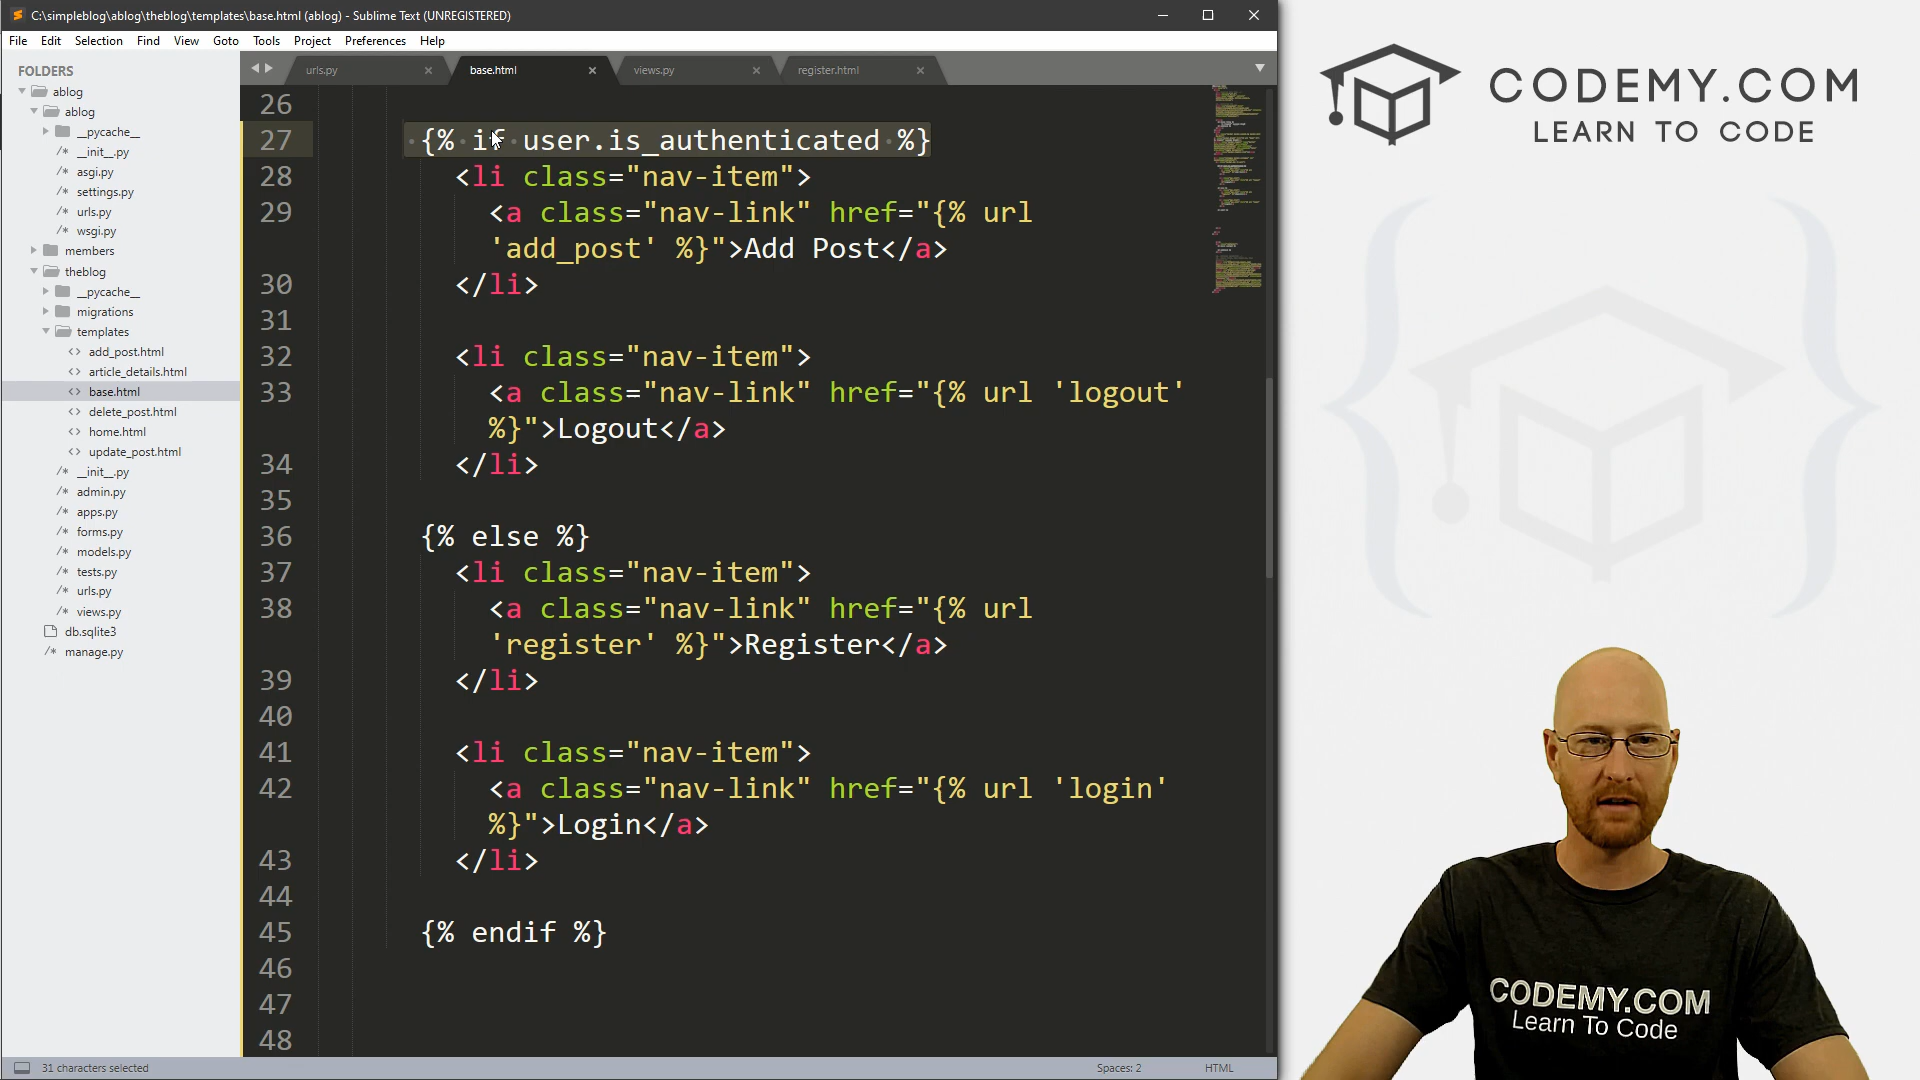 C:\simpleblog\ablog\theblog\templates\base.html (ablog) - Sublime Text (UNREGISTERED)
File Edit Selection Find View Goto Tools Project Preferences Help
FOLDERS
ablog
ablog
__pycache__
__init__.py
asgi.py
settings.py
urls.py
wsgi.py
members
theblog
__pycache__
migrations
templates
add_post.html
article_details.html
base.html
delete_post.html
home.html
update_post.html
__init__.py
admin.py
apps.py
forms.py
models.py
tests.py
urls.py
views.py
db.sqlite3
manage.py
urls.py base.html views.py register.html
26
27 {% if user.is_authenticated %}
28 <li class="nav-item">
29 <a class="nav-link" href="{% url
'add_post' %}">Add Post</a>
30 </li>
31
32 <li class="nav-item">
33 <a class="nav-link" href="{% url 'logout'
%}">Logout</a>
34 </li>
35
36 {% else %}
37 <li class="nav-item">
38 <a class="nav-link" href="{% url
'register' %}">Register</a>
39 </li>
40
41 <li class="nav-item">
42 <a class="nav-link" href="{% url 'login'
%}">Login</a>
43 </li>
44
45 {% endif %}
46
47
48
31 characters selected Spaces: 2 HTML
CODEMY.COM
LEARN TO CODE
CODEMY.COM
Learn To Code